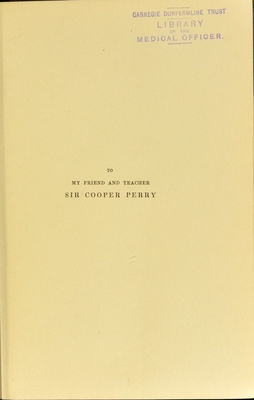 CARNEGIE DUNFERMLINE TRUST
LIBRARY
OF THE
MEDICAL OFFICER.
TO
MY FRIEND AND TEACHER
SIR COOPER PERRY